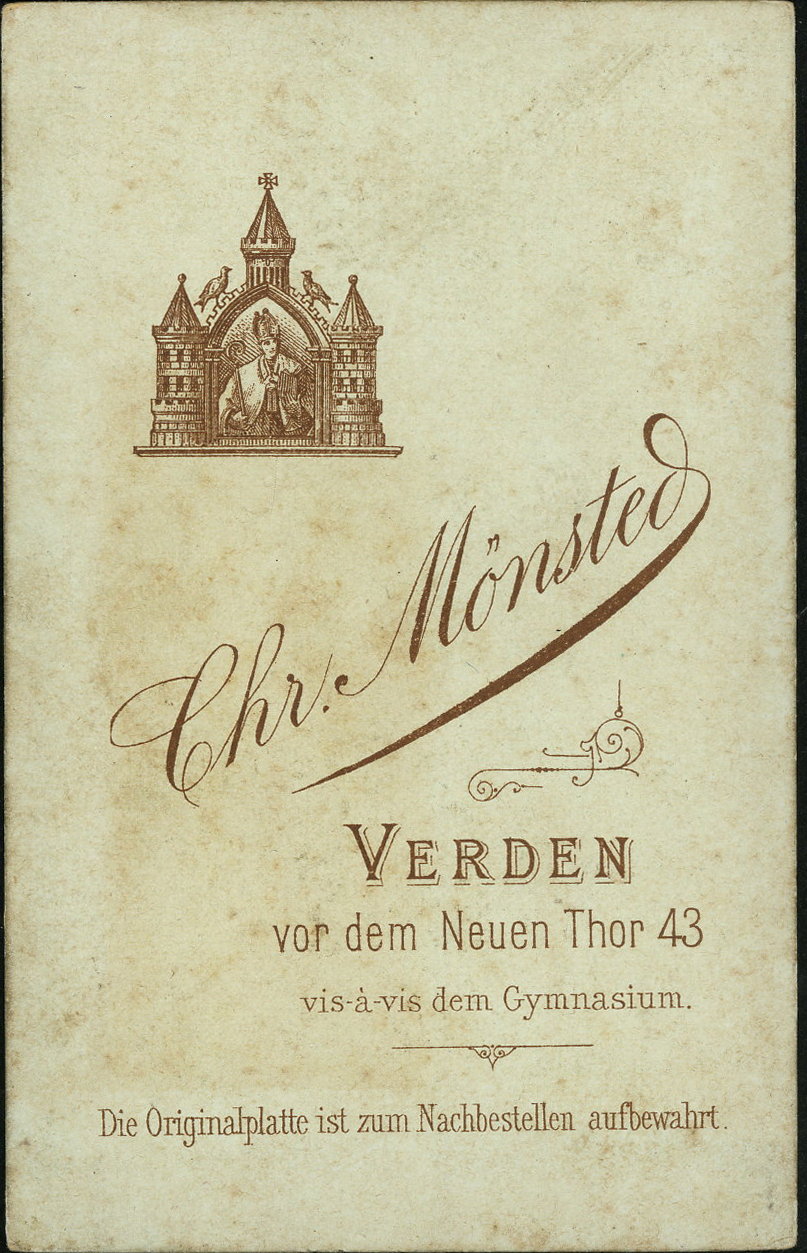 Chr. Mönsted
VERDEN
vor dem Neuen Thor 43
vis-à-vis dem Gymnasium.
Die Originalplatte ist zum Nachbestellen aufbewahrt.